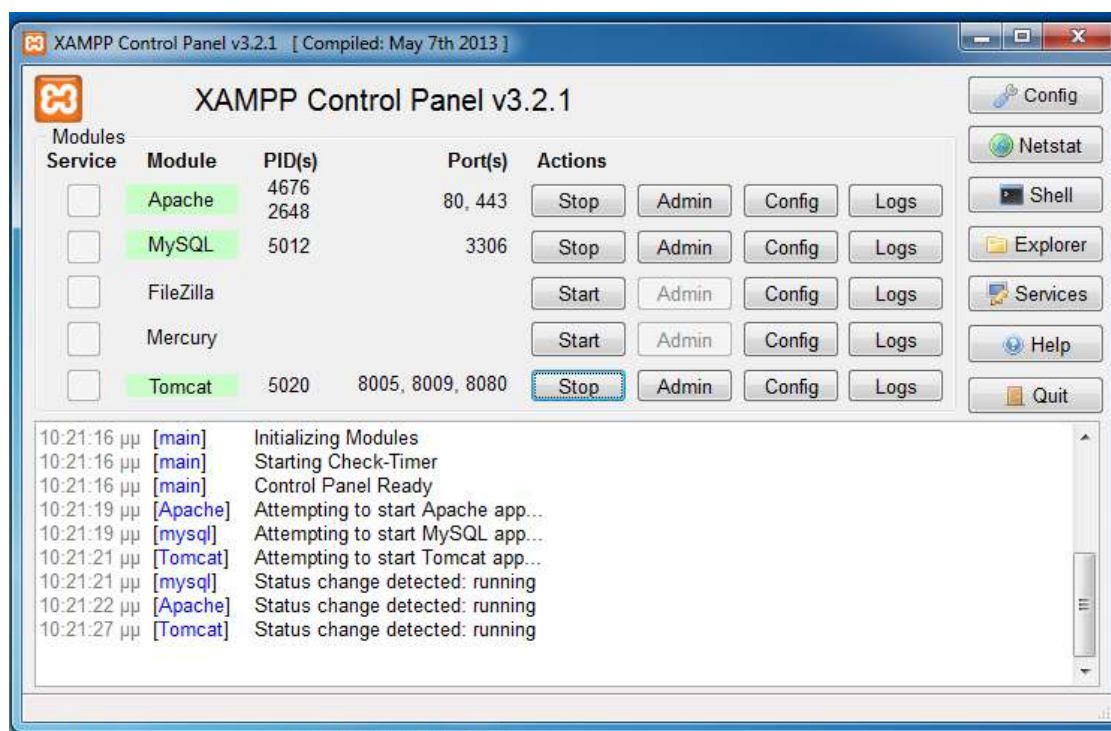 XAMPP Control Panel v3.2.1 [ Compiled: May 7th 2013 ]
XAMPP Control Panel v3.2.1
Config
Modules
Service Module PID(s) Port(s) Actions
Netstat
Apache 4676 2648 80, 443 Stop Admin Config Logs
Shell
MySQL 5012 3306 Stop Admin Config Logs
Explorer
FileZilla Start Admin Config Logs
Services
Mercury Start Admin Config Logs
Help
Tomcat 5020 8005, 8009, 8080 Stop Admin Config Logs
Quit
10:21:16 μμ [main] Initializing Modules
10:21:16 μμ [main] Starting Check-Timer
10:21:16 μμ [main] Control Panel Ready
10:21:19 μμ [Apache] Attempting to start Apache app...
10:21:19 μμ [mysql] Attempting to start MySQL app...
10:21:21 μμ [Tomcat] Attempting to start Tomcat app...
10:21:21 μμ [mysql] Status change detected: running
10:21:22 μμ [Apache] Status change detected: running
10:21:27 μμ [Tomcat] Status change detected: running